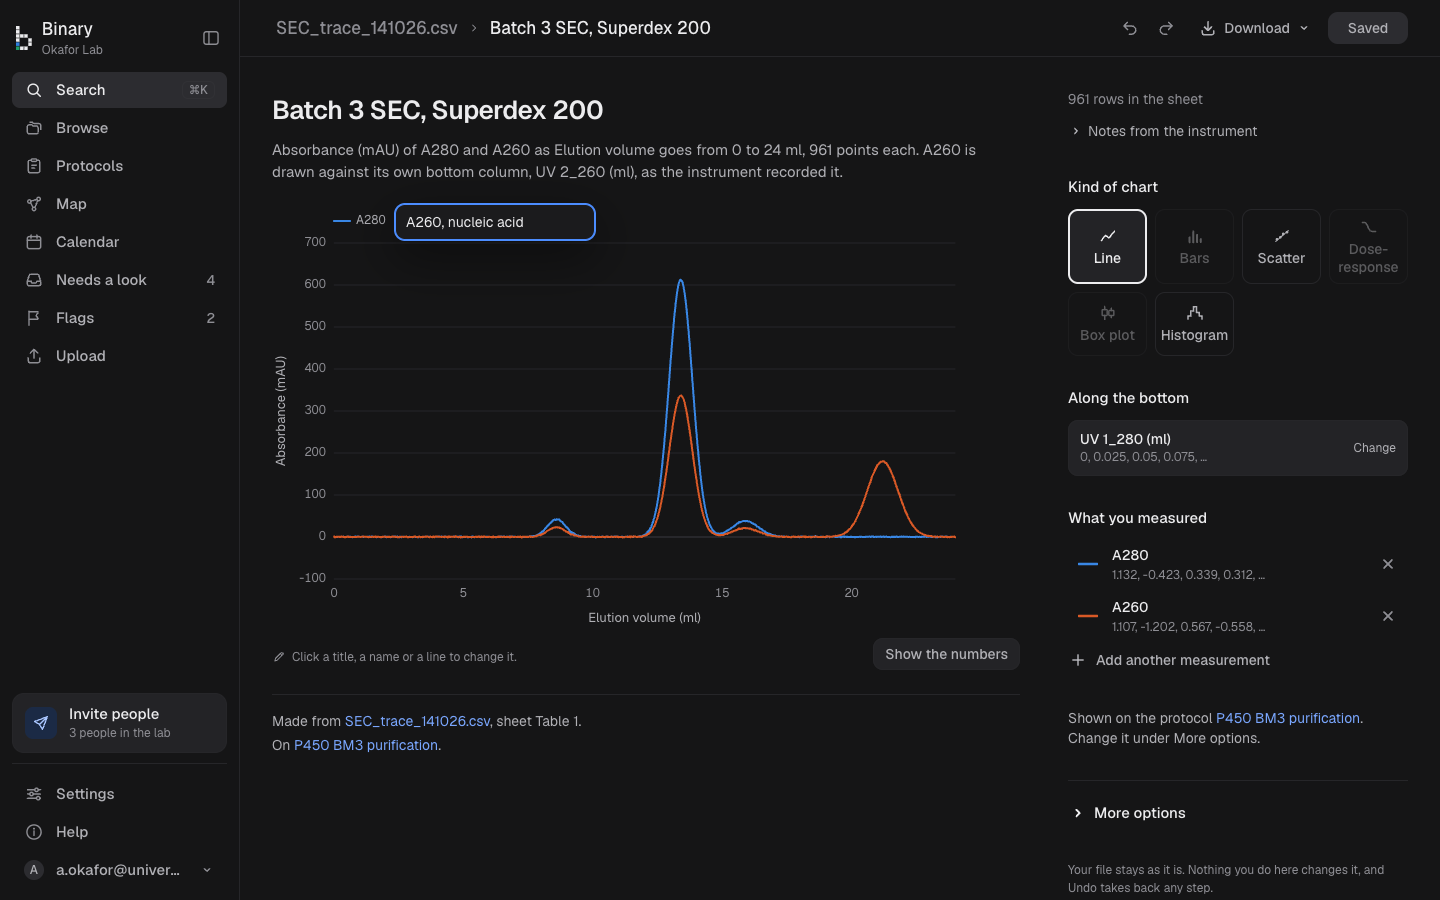 Binary
Okafor Lab
Search ⌘K
Browse
Protocols
Map
Calendar
Needs a look 4
Flags 2
Upload
Invite people
3 people in the lab
Settings
Help
A a.okafor@univer...
SEC_trace_141026.csv › Batch 3 SEC, Superdex 200
Download
Saved
Batch 3 SEC, Superdex 200
Absorbance (mAU) of A280 and A260 as Elution volume goes from 0 to 24 ml, 961 points each. A260 is
drawn against its own bottom column, UV 2_260 (ml), as the instrument recorded it.
A280
A260, nucleic acid
700
600
500
400
300
200
100
0
-100
Absorbance (mAU)
0 5 10 15 20
Elution volume (ml)
Click a title, a name or a line to change it.
Show the numbers
Made from SEC_trace_141026.csv, sheet Table 1.
On P450 BM3 purification.
961 rows in the sheet
Notes from the instrument
Kind of chart
Line
Bars
Scatter
Dose-
response
Box plot
Histogram
Along the bottom
UV 1_280 (ml)
0, 0.025, 0.05, 0.075, ...
Change
What you measured
A280
1.132, -0.423, 0.339, 0.312, ...
A260
1.107, -1.202, 0.567, -0.558, ...
Add another measurement
Shown on the protocol P450 BM3 purification.
Change it under More options.
More options
Your file stays as it is. Nothing you do here changes it, and
Undo takes back any step.